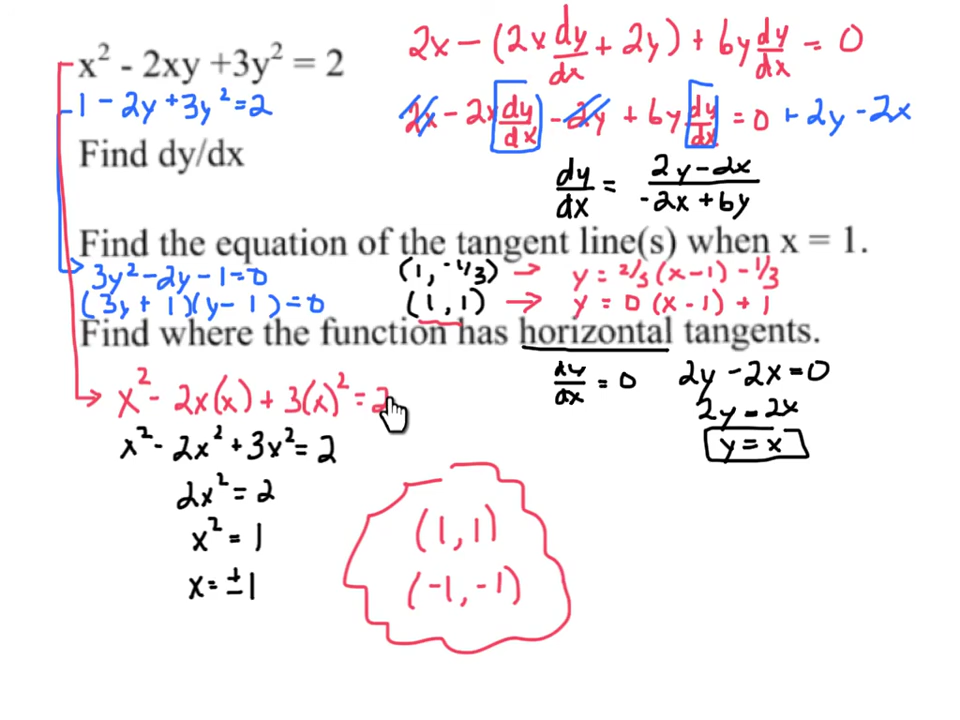 x² - 2xy +3y² = 2
1 - 2y + 3y² = 2
2x - (2x dy/dx + 2y) + 6y dy/dx = 0
2x - 2x dy/dx - 2y + 6y dy/dx = 0 + 2y - 2x
Find dy/dx
dy/dx = (2y - 2x)/(-2x + 6y)
Find the equation of the tangent line(s) when x = 1.
3y² - 2y - 1 = 0
(3y + 1)(y - 1) = 0
(1, -1/3) → y = 2/3 (x - 1) - 1/3
(1, 1) → y = 0 (x - 1) + 1
Find where the function has horizontal tangents.
dy/dx = 0
2y - 2x = 0
2y = 2x
y = x
x² - 2x(x) + 3(x)² = 2
x² - 2x² + 3x² = 2
2x² = 2
x² = 1
x = ±1
(1, 1)
(-1, -1)